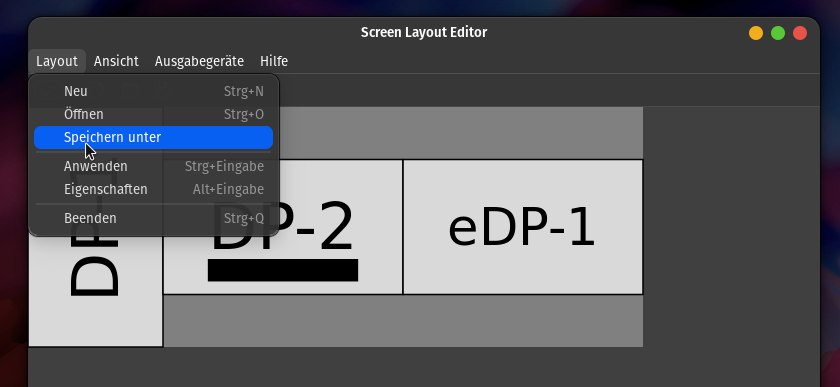 Screen Layout Editor
Layout Ansicht Ausgabegeräte Hilfe
Neu Strg+N
Öffnen Strg+O
Speichern unter
Anwenden Strg+Eingabe
Eigenschaften Alt+Eingabe
Beenden Strg+Q
DP-1
DP-2
eDP-1